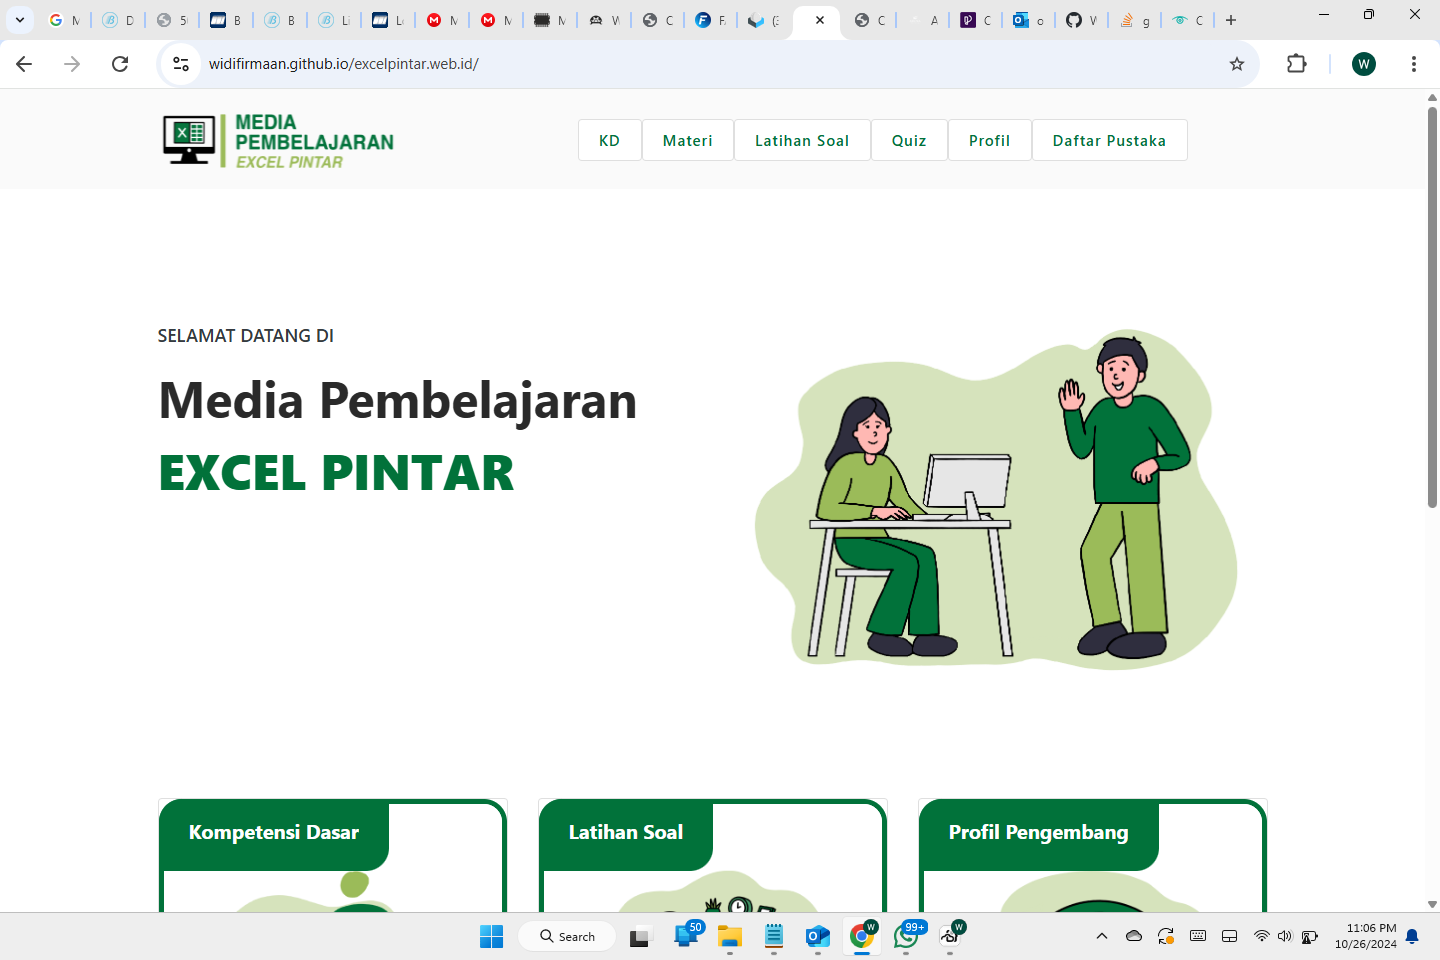 widifirmaan.github.io/excelpintar.web.id/
W
MEDIA
PEMBELAJARAN
EXCEL PINTAR
KD
Materi
Latihan Soal
Quiz
Profil
Daftar Pustaka
SELAMAT DATANG DI
Media Pembelajaran
EXCEL PINTAR
Kompetensi Dasar
Latihan Soal
Profil Pengembang
Search
50
W
99+
W
11:06 PM
10/26/2024